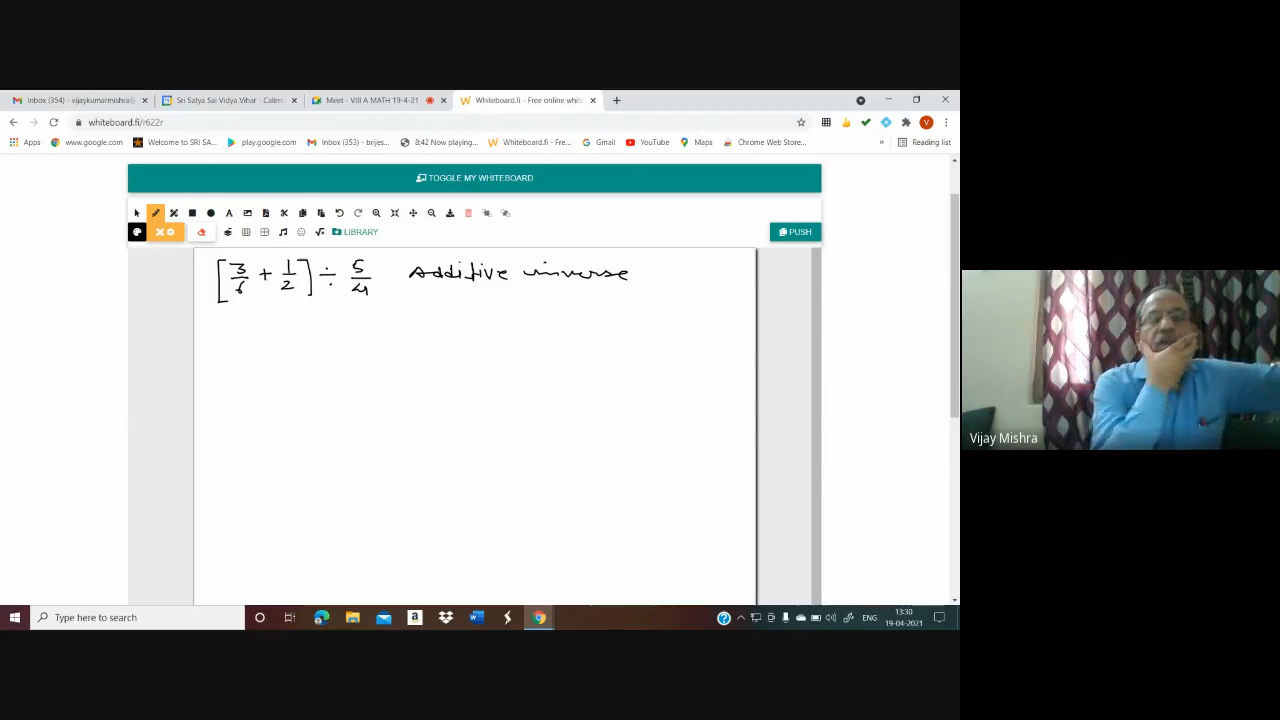 Inbox (354) - vijaykumarmishra@
Sri Satya Sai Vidya Vihar - Calen
Meet - VIII A MATH 19-4-21
Whiteboard.fi - Free online white
whiteboard.fi/r622r
Apps
www.google.com
Welcome to SRI SA...
play.google.com
Inbox (353) - brijes...
8:42 Now playing...
Whiteboard.fi - Fre...
Gmail
YouTube
Maps
Chrome Web Store...
»
Reading list
TOGGLE MY WHITEBOARD
LIBRARY
PUSH
[3/6 + 1/2] ÷ 5/4 Additive inverse
Vijay Mishra
Type here to search
ENG
13:30
19-04-2021